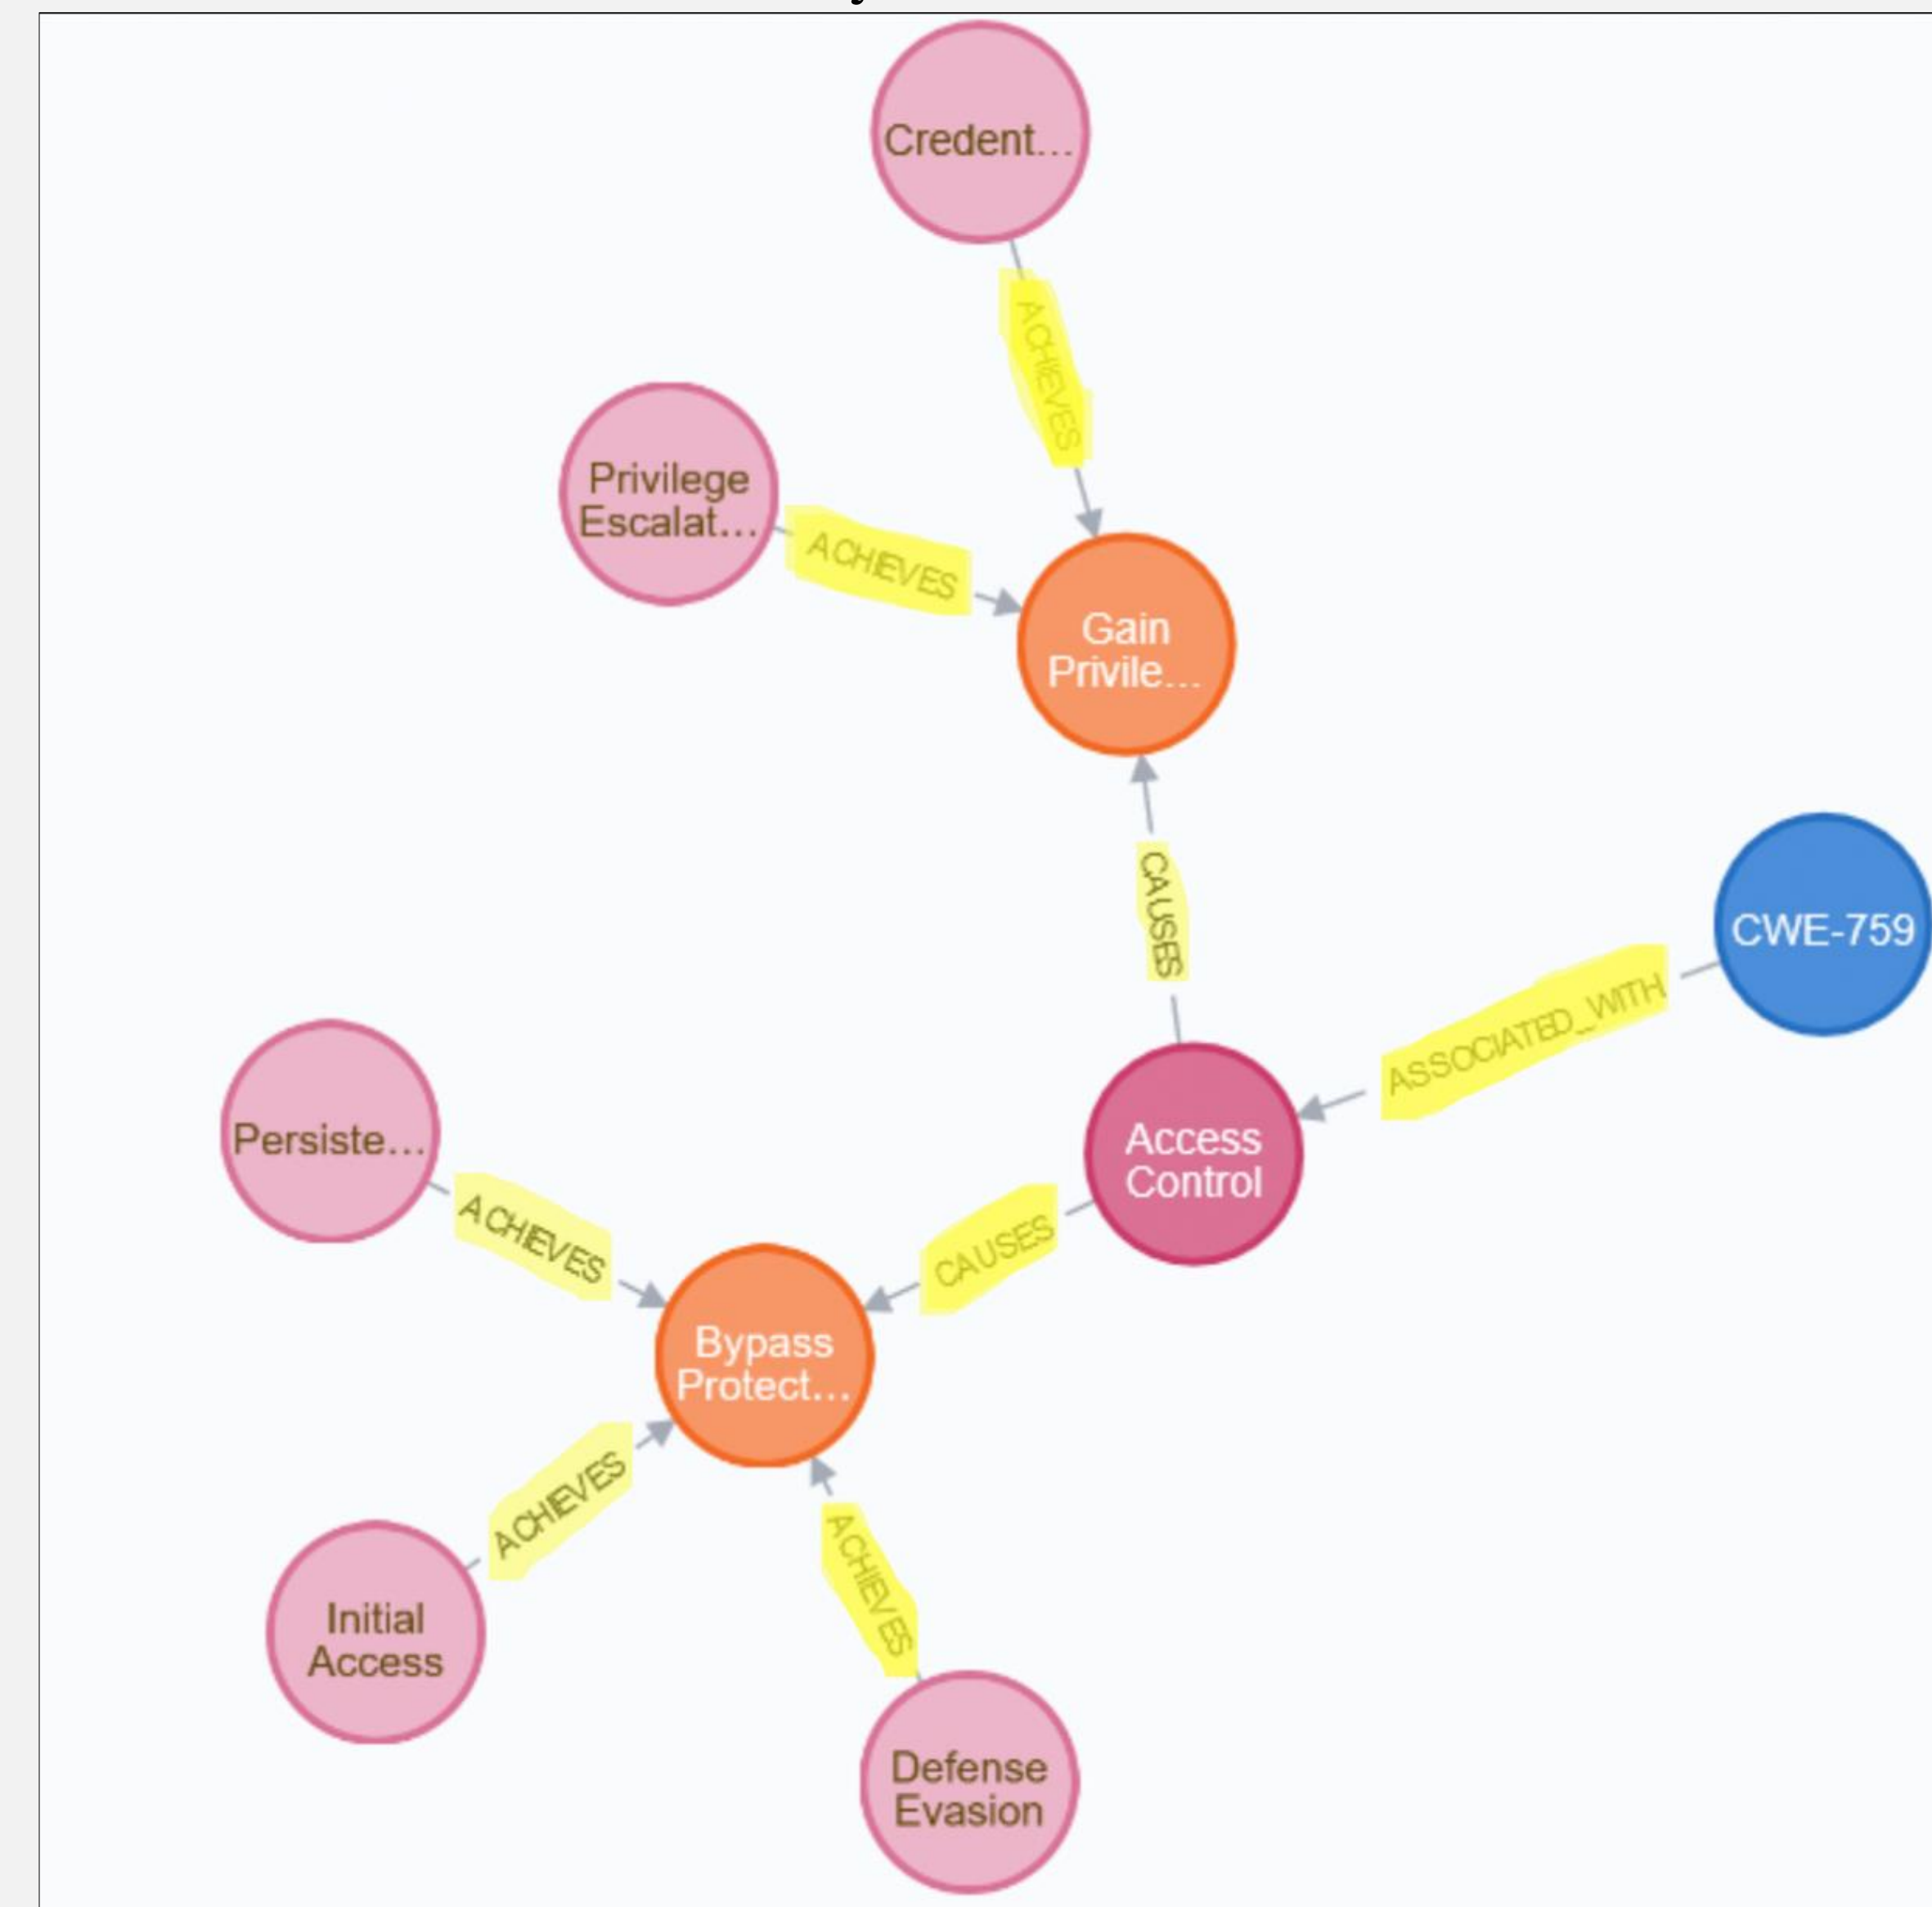 Credent...
ACHIEVES
Privilege
Escalat...
ACHIEVES
Gain
Privile...
CAUSES
CWE-759
ASSOCIATED_WITH
Access
Control
Persiste...
ACHIEVES
CAUSES
Bypass
Protect...
ACHIEVES
Initial
Access
ACHIEVES
Defense
Evasion